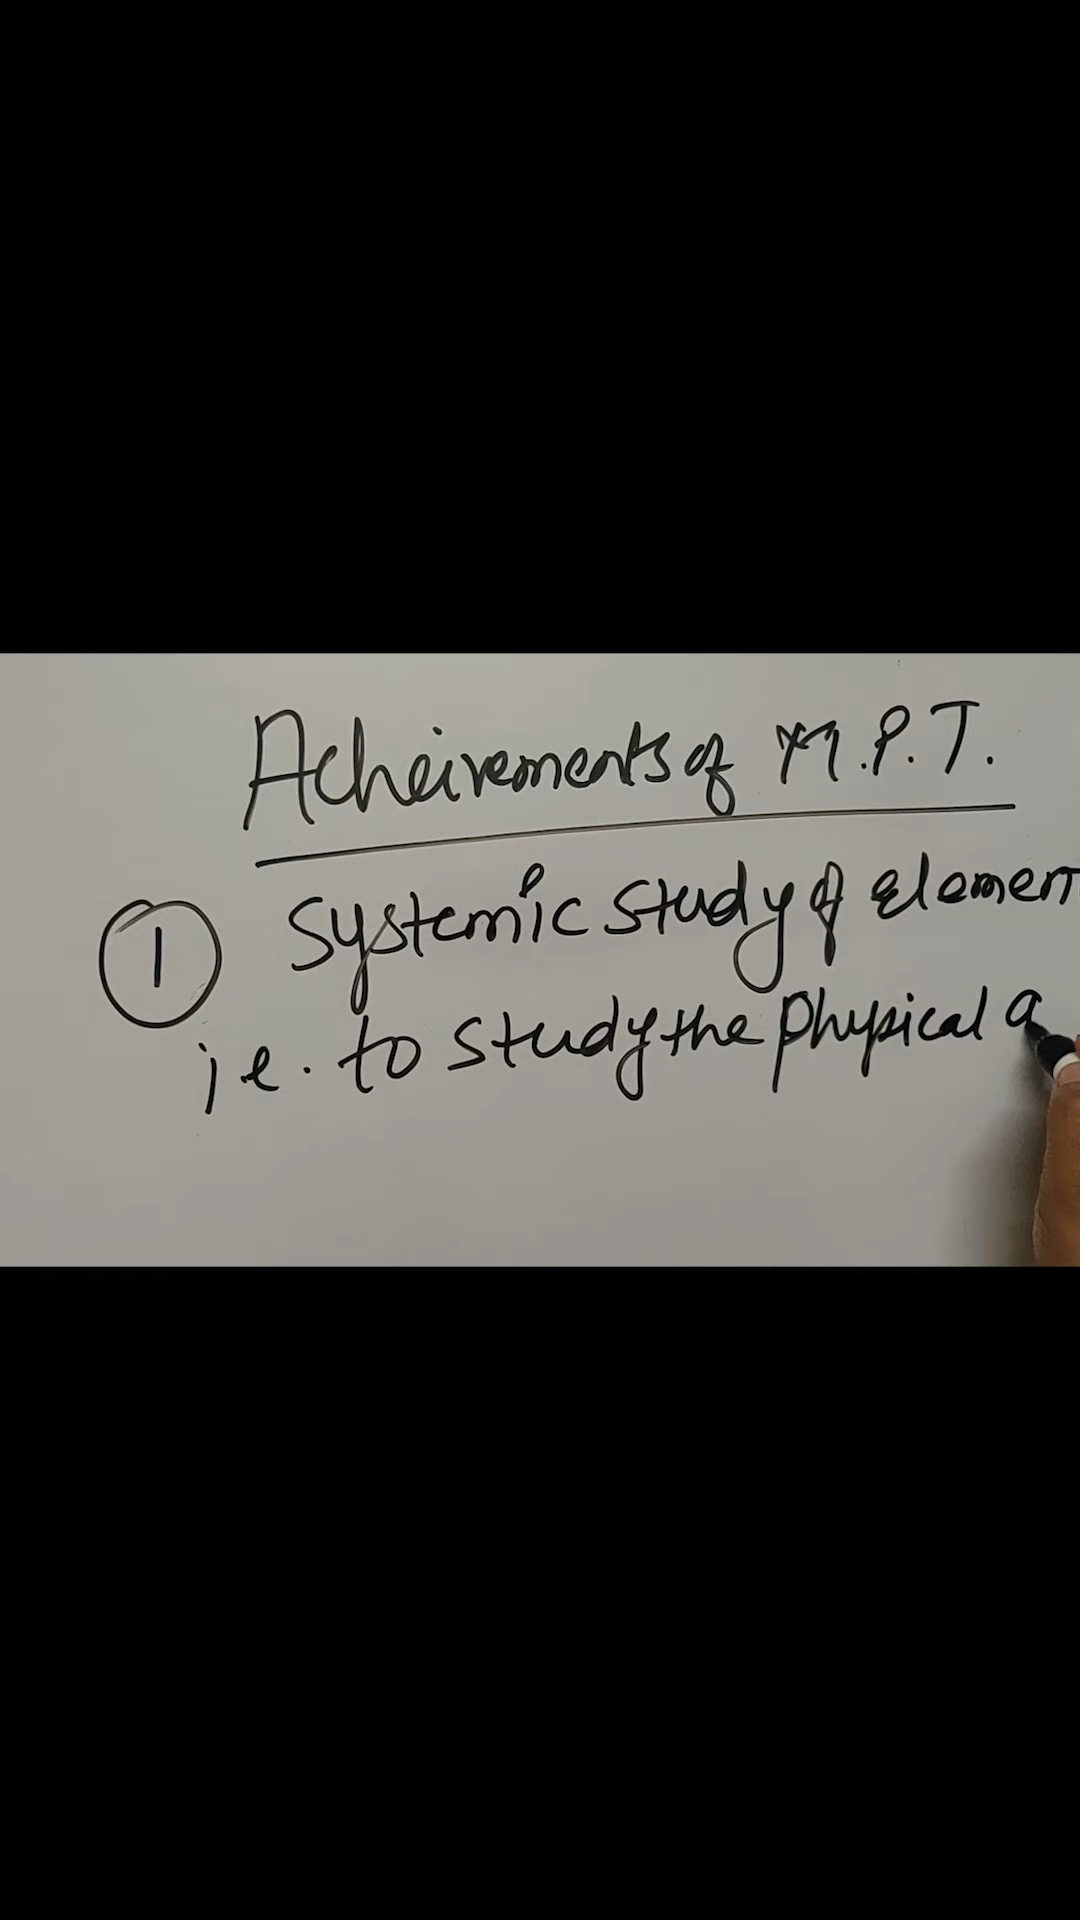 Acheivements of M.P.T.
1 Systemic study of elemen
i.e. to study the physical a